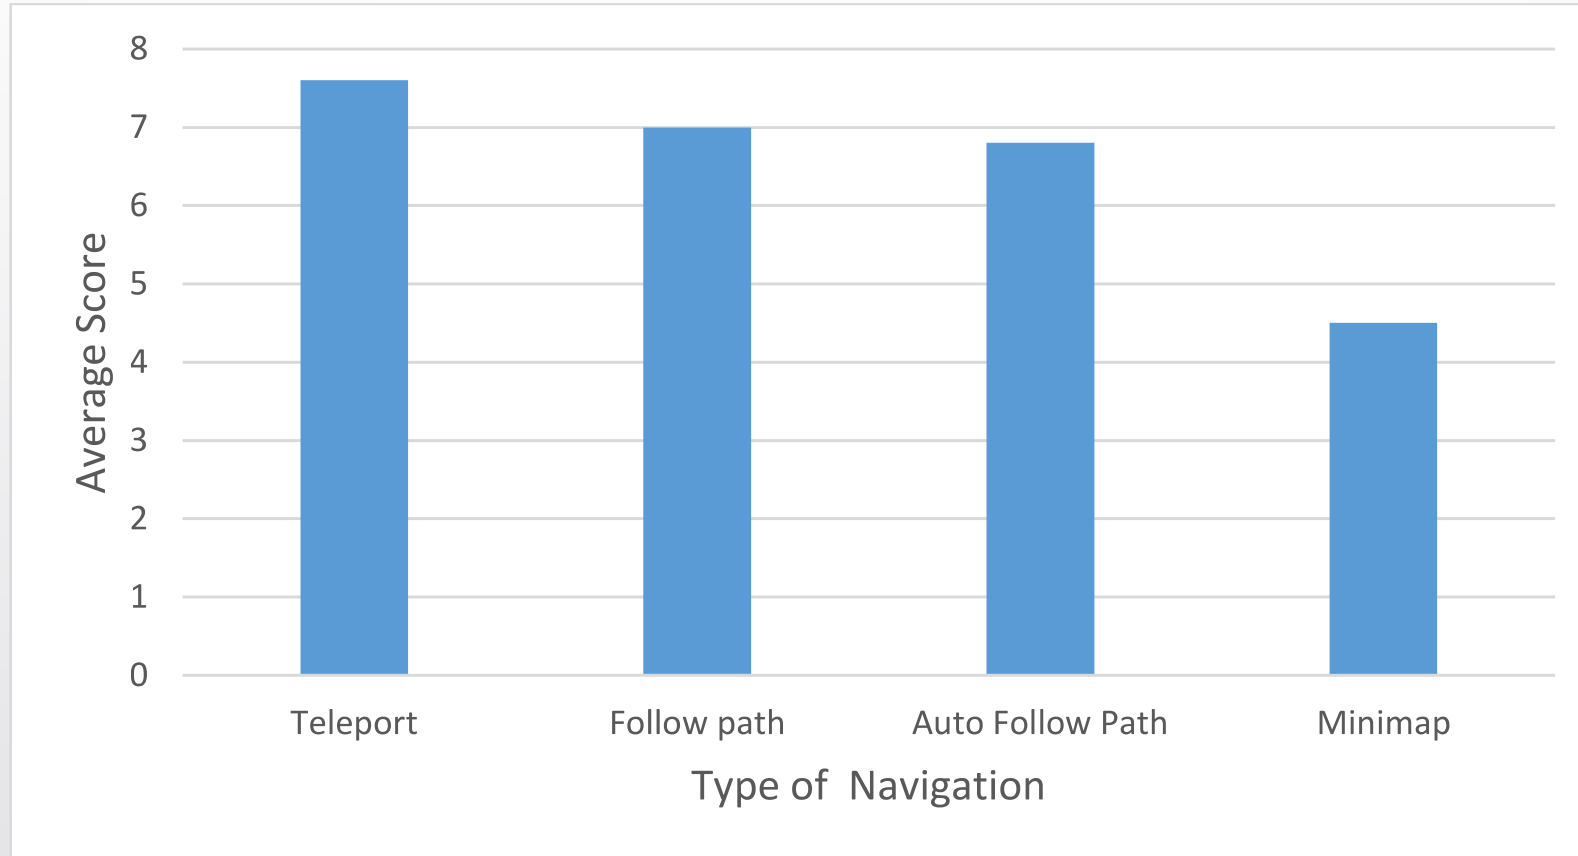 8
7
6
5
4
3
2
1
0
Average Score
Teleport
Follow path
Auto Follow Path
Minimap
Type of  Navigation